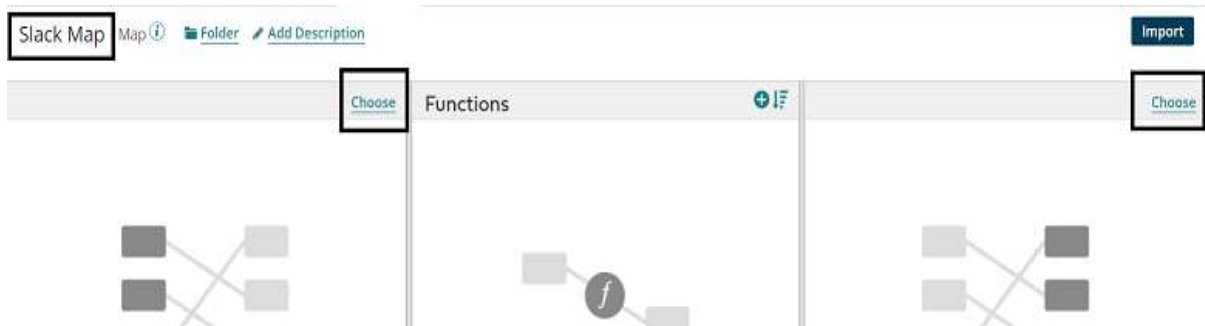 Slack Map Map i Folder Add Description Import
Choose Functions Choose
f